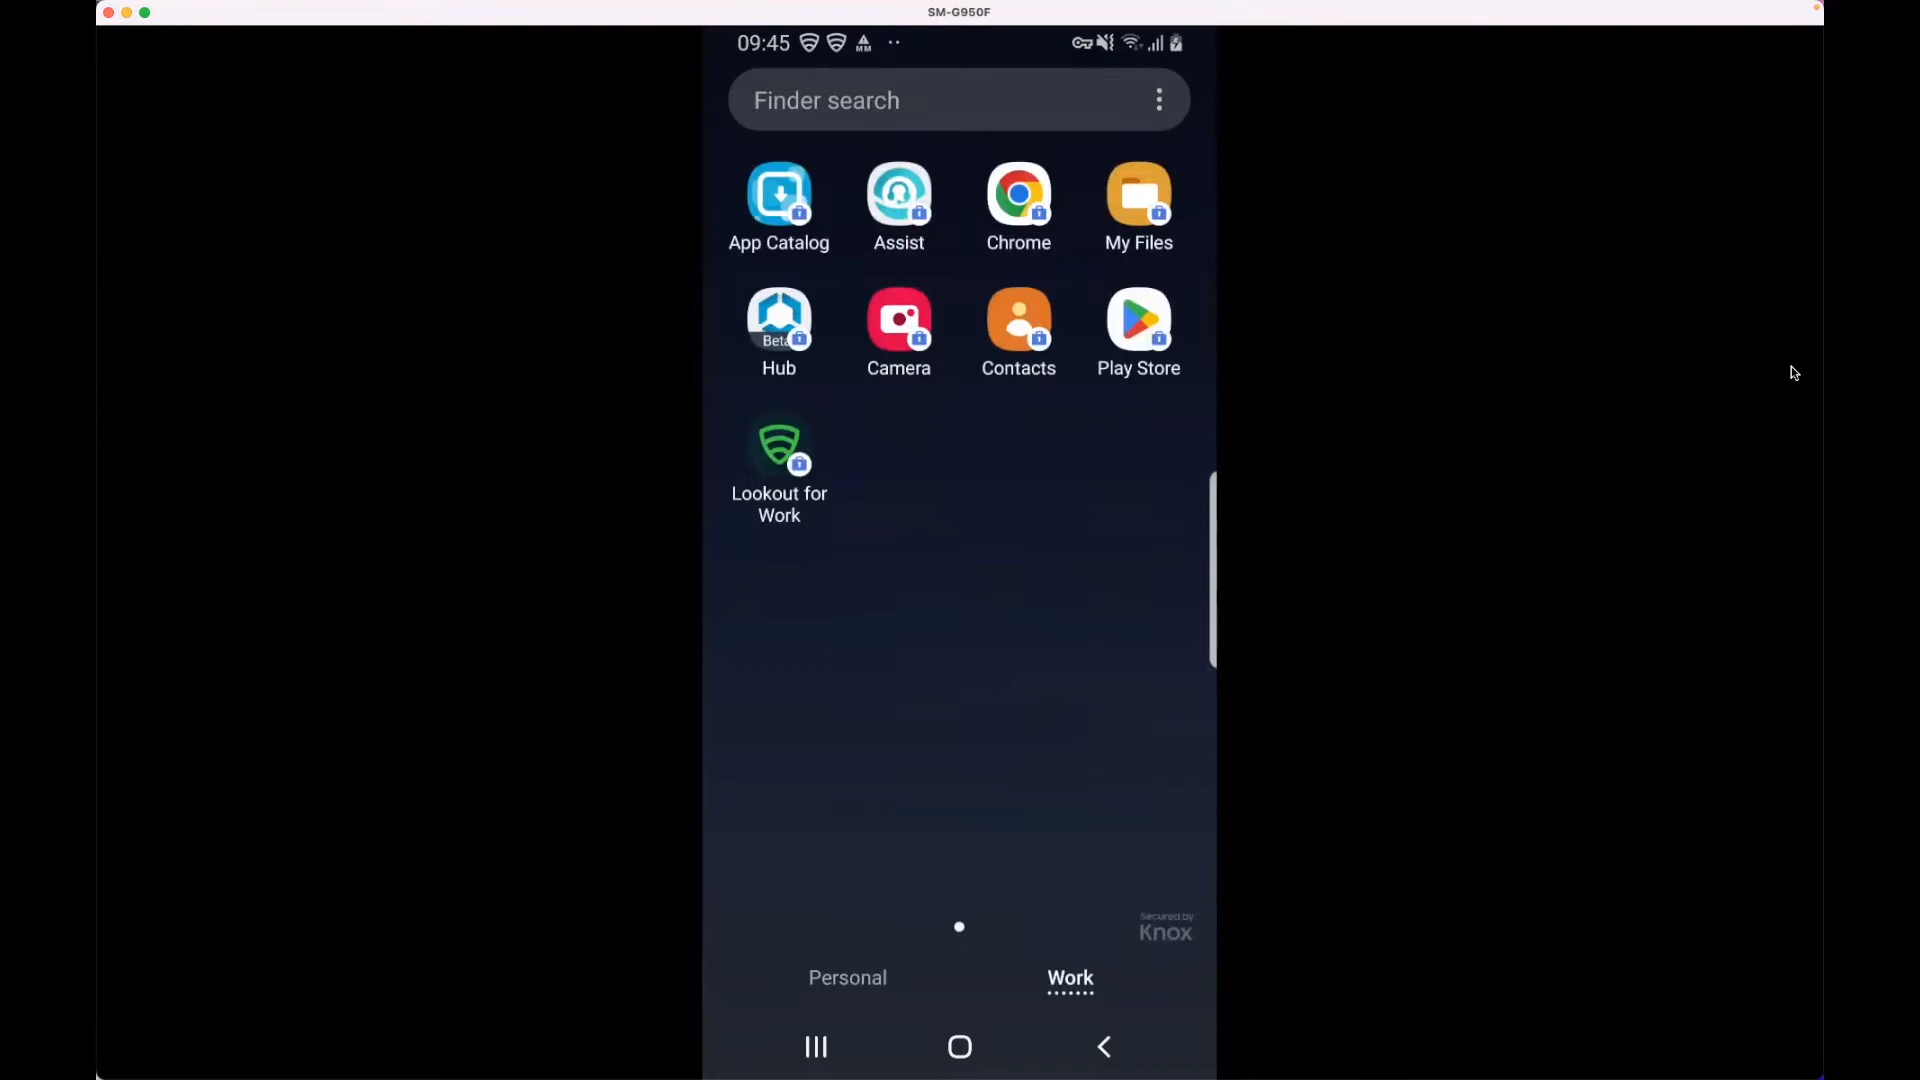 SM-G950F
09:45
MM
Finder search
App Catalog
Assist
Chrome
My Files
Beta
Hub
Camera
Contacts
Play Store
Lookout for
Work
Secured by
Knox
Personal
Work